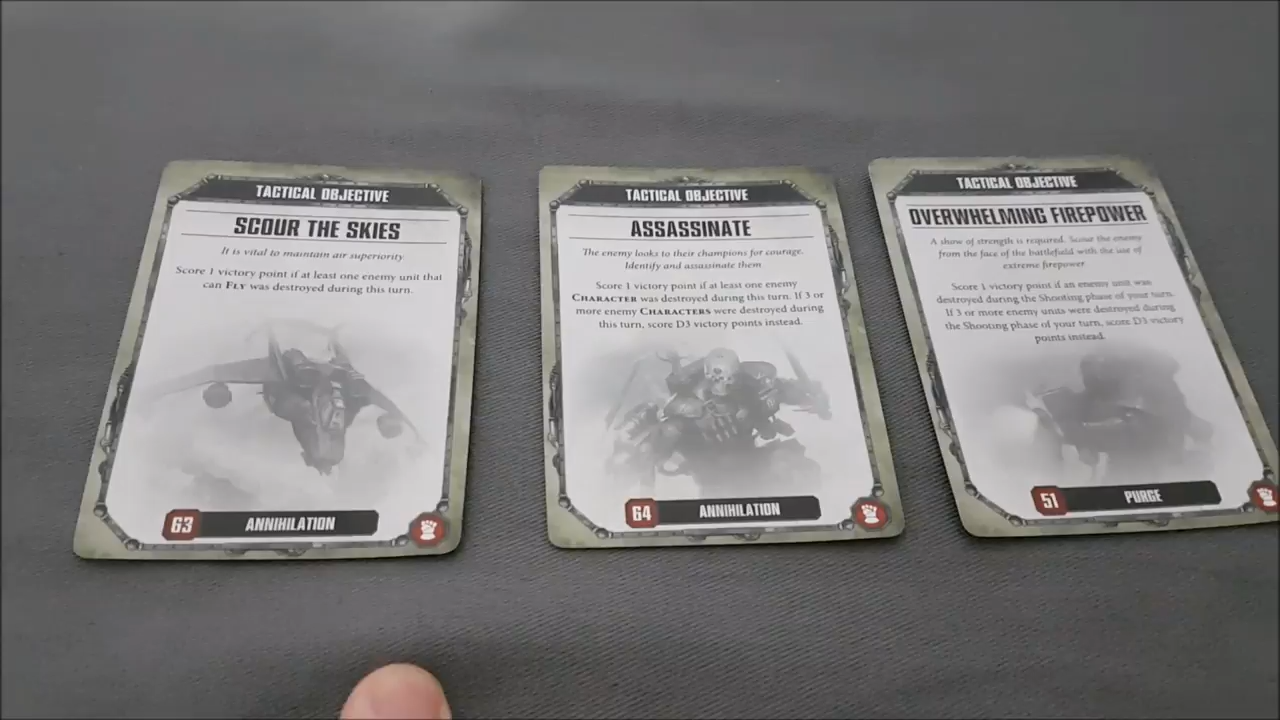 TACTICAL OBJECTIVE
SCOUR THE SKIES
It is vital to maintain air superiority
Score 1 victory point if at least one enemy unit that
can FLY was destroyed during this turn.
63
ANNIHILATION
TACTICAL OBJECTIVE
ASSASSINATE
The enemy looks to their champions for courage.
Identify and assassinate them
Score 1 victory point if at least one enemy
CHARACTER was destroyed during this turn. If 3 or
more enemy CHARACTERS were destroyed during
this turn, score D3 victory points instead.
64
ANNIHILATION
TACTICAL OBJECTIVE
OVERWHELMING FIREPOWER
A show of strength is required. Scour the enemy
from the face of the battlefield with the use of
extreme firepower.
Score 1 victory point if an enemy unit was
destroyed during the Shooting phase of your turn.
If 3 or more enemy units were destroyed during
the Shooting phase of your turn, score D3 victory
points instead.
51
PURGE